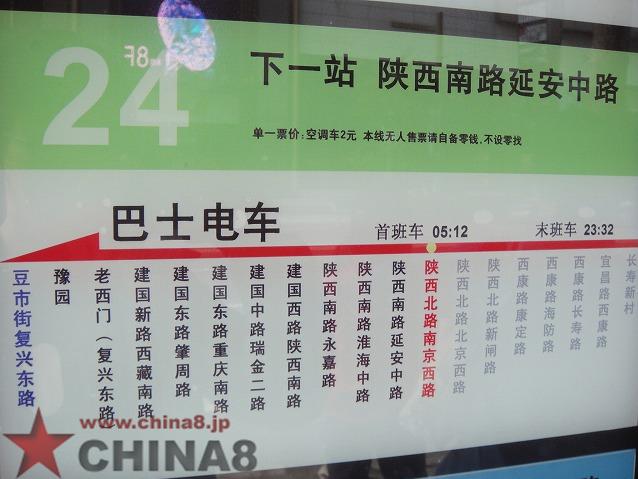 24
下一站 陕西南路延安中路
单一票价:空调车2元 本线无人售票请自备零钱,不设零找
巴士电车
首班车 05:12
末班车 23:32
豆市街复兴东路
豫园
老西门(复兴东路
建国新路西藏南路
建国东路肇周路
建国东路重庆南路
建国中路瑞金二路
建国西路陕西南路
陕西南路永嘉路
陕西南路淮海中路
陕西南路延安中路
陕西北路南京西路
陕西北路北京西路
陕西北路新闸路
西康路康定路
西康路海防路
西康路长寿路
宜昌路西康路
长寿新村
www.china8.jp
CHINA8